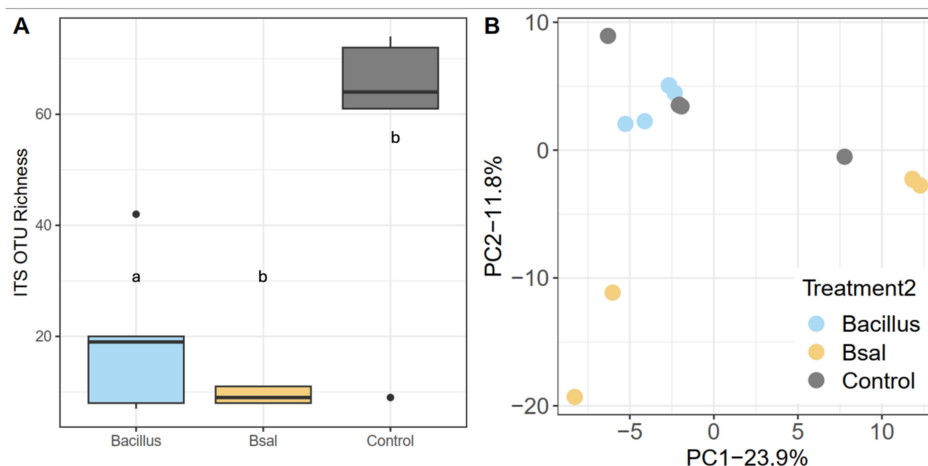 A
ITS OTU Richness
60
40
20
b
a
b
Bacillus
Bsal
Control
B
PC2−11.8%
10
0
−10
−20
Treatment2
Bacillus
Bsal
Control
−5
0
5
10
PC1−23.9%